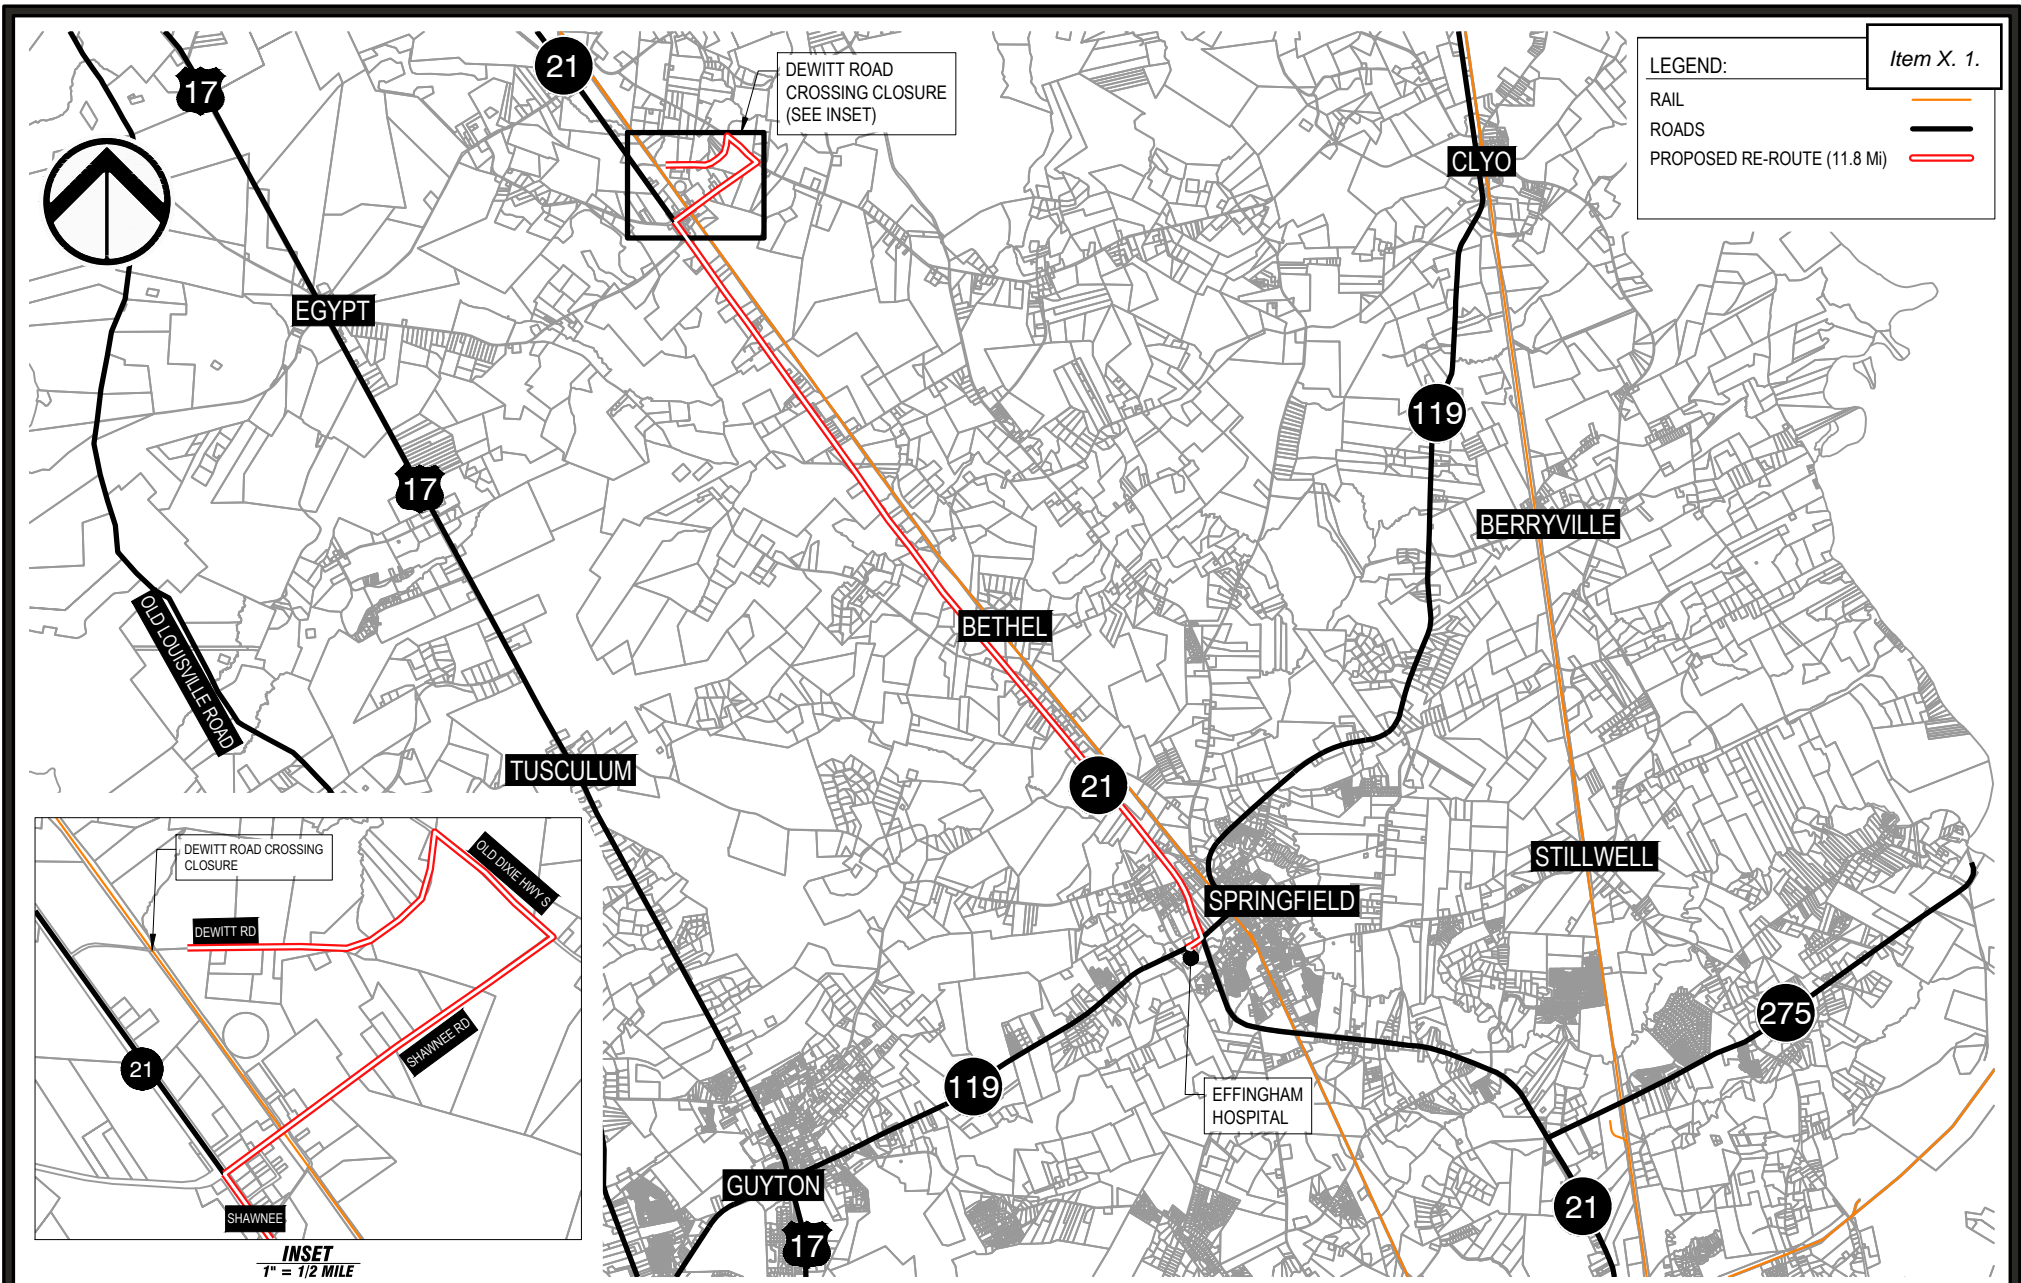 Item X. 1.
LEGEND:
RAIL
ROADS
PROPOSED RE-ROUTE (11.8 Mi)
17
21
DEWITT ROAD
CROSSING CLOSURE
(SEE INSET)
CLYO
EGYPT
119
17
BERRYVILLE
OLD LOUISVILLE ROAD
BETHEL
TUSCULUM
21
STILLWELL
SPRINGFIELD
275
119
EFFINGHAM
HOSPITAL
GUYTON
21
17
DEWITT ROAD CROSSING
CLOSURE
OLD DIXIE HWY S
DEWITT RD
SHAWNEE RD
21
SHAWNEE
INSET
1" = 1/2 MILE